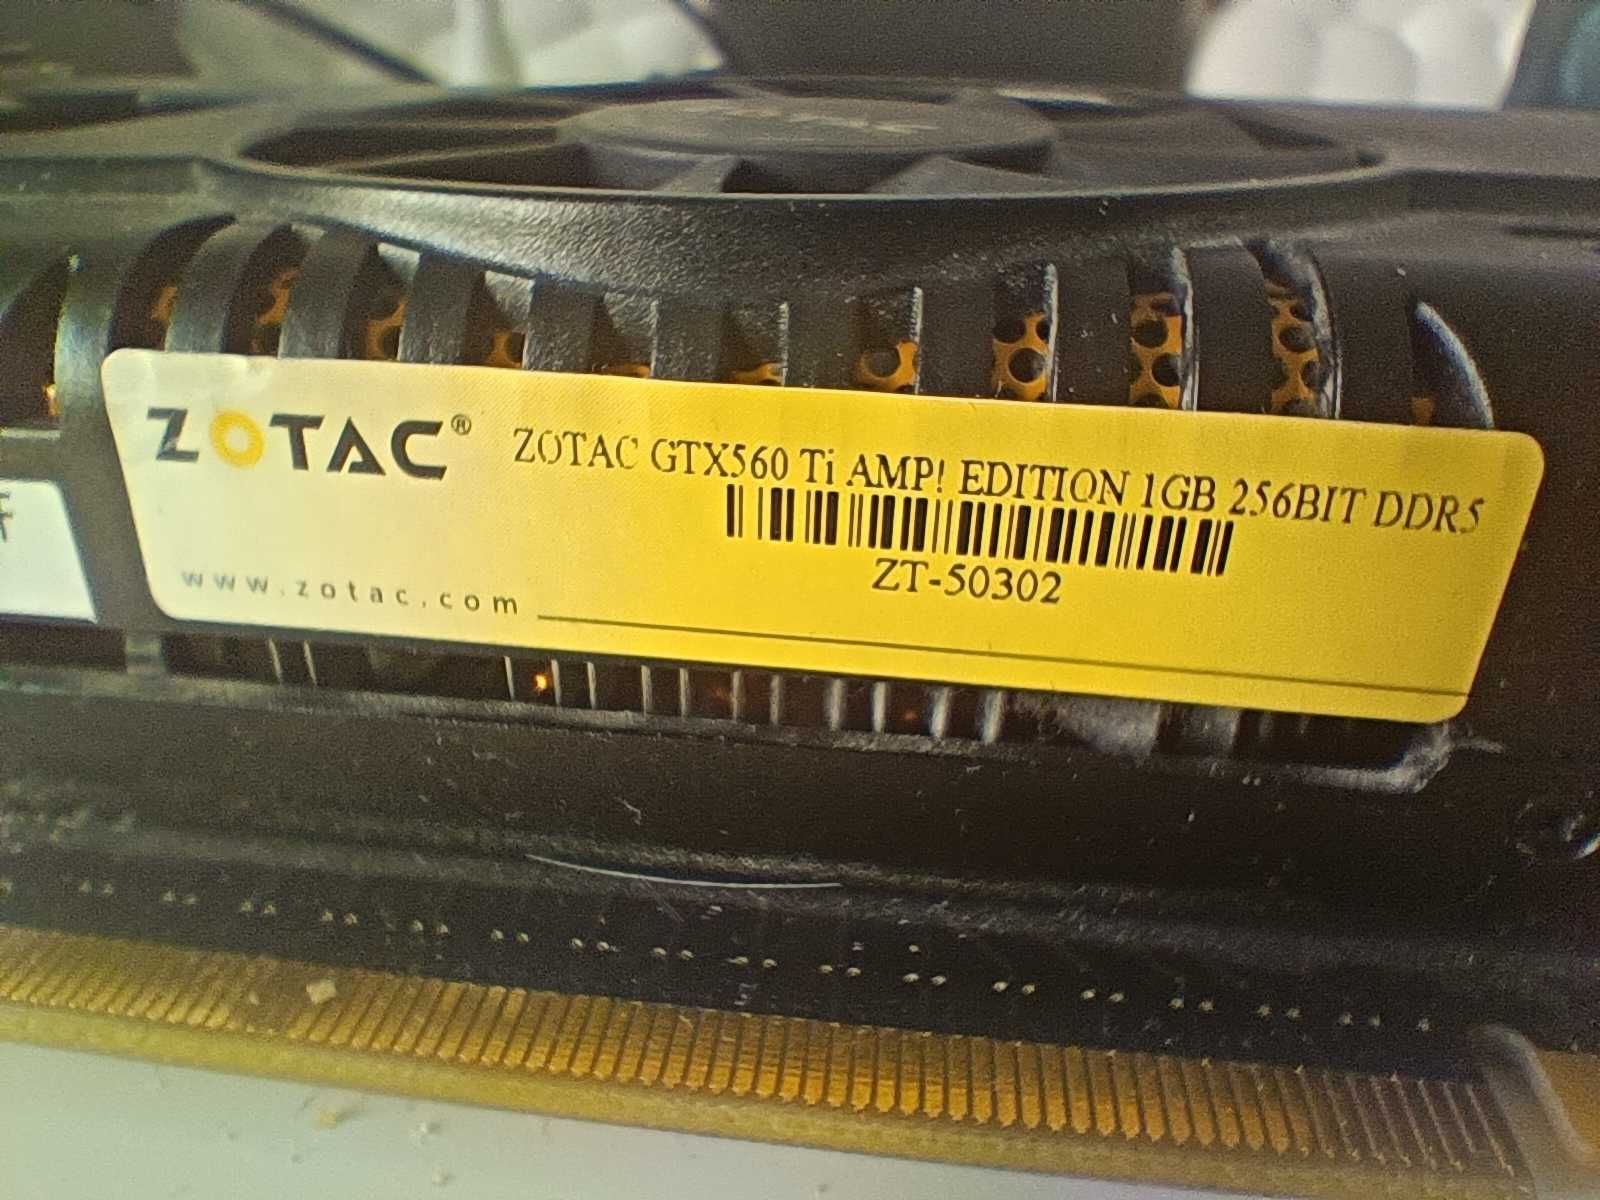 ZOTAC®
ZOTAC GTX560 Ti AMP! EDITION 1GB 256BIT DDR5
ZT-50302
www.zotac.com